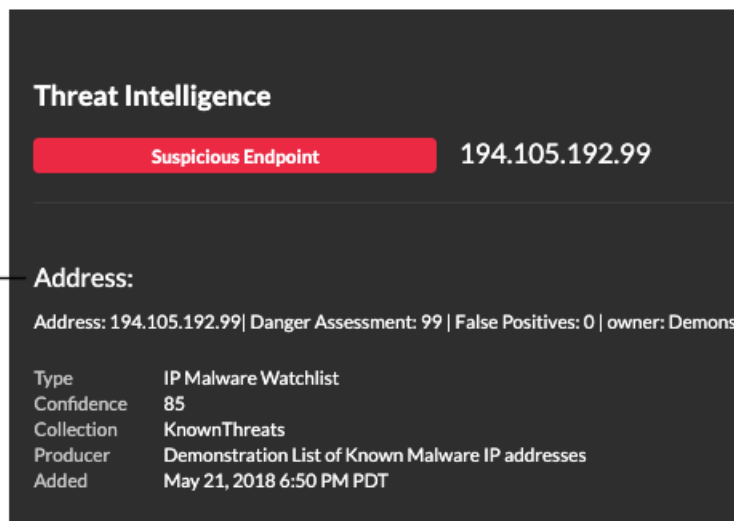 Threat Intelligence
Suspicious Endpoint 194.105.192.99
Address:
Address: 194.105.192.99| Danger Assessment: 99 | False Positives: 0 | owner: Demons
Type IP Malware Watchlist
Confidence 85
Collection KnownThreats
Producer Demonstration List of Known Malware IP addresses
Added May 21, 2018 6:50 PM PDT